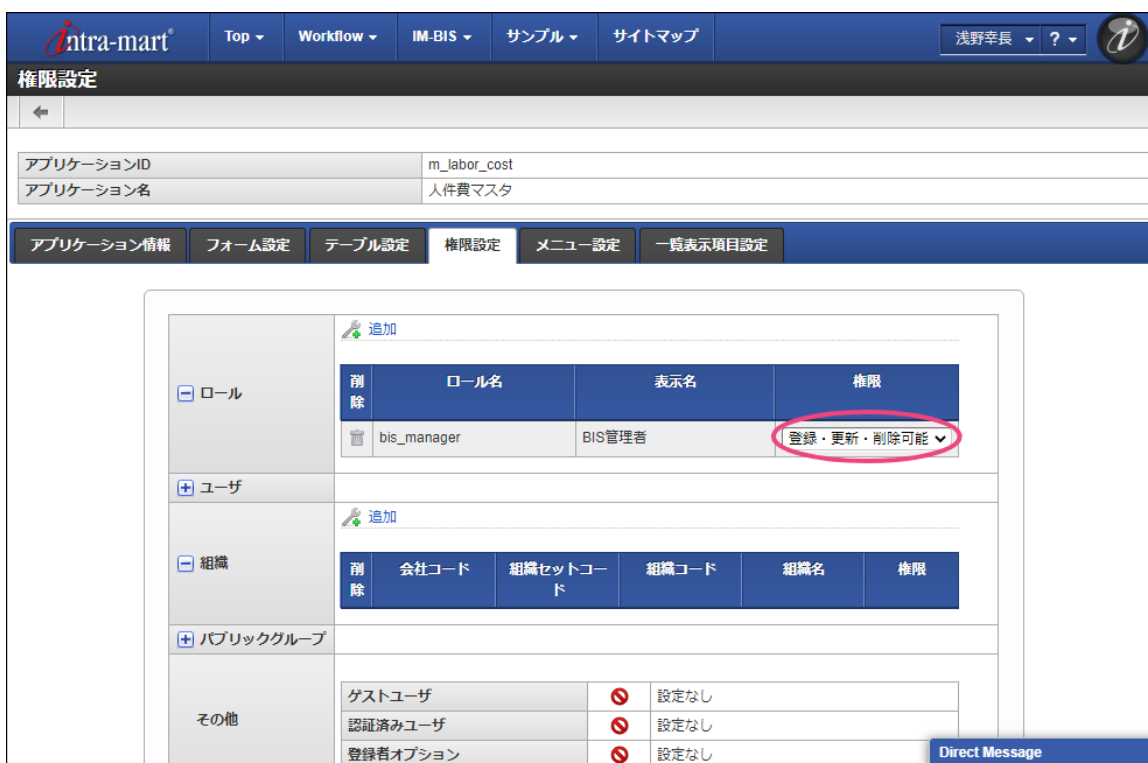 intra-mart® Top Workflow IM-BIS サンプル サイトマップ 浅野幸長 ?
権限設定
アプリケーションID m_labor_cost
アプリケーション名 人件費マスタ
アプリケーション情報 フォーム設定 テーブル設定 権限設定 メニュー設定 一覧表示項目設定
ロール
追加
削除 ロール名 表示名 権限
bis_manager BIS管理者 登録・更新・削除可能
ユーザ
組織
追加
削除 会社コード 組織セットコード 組織コード 組織名 権限
パブリックグループ
その他
ゲストユーザ 設定なし
認証済みユーザ 設定なし
登録者オプション 設定なし
Direct Message